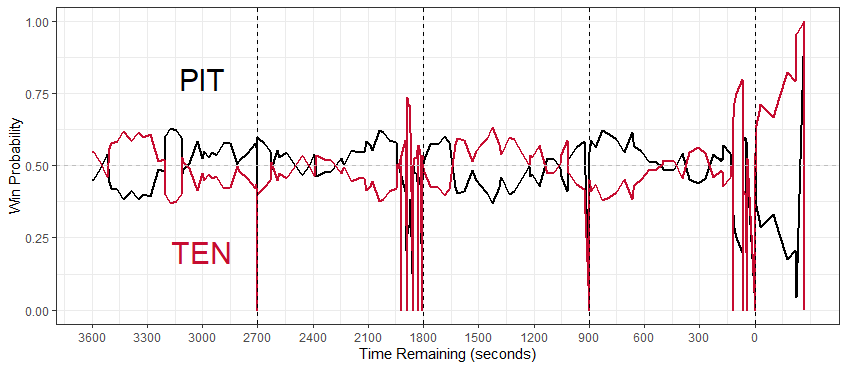 1.00
0.75
0.50
0.25
0.00
Win Probability
PIT
TEN
3600 3300 3000 2700 2400 2100 1800 1500 1200 900 600 300 0
Time Remaining (seconds)